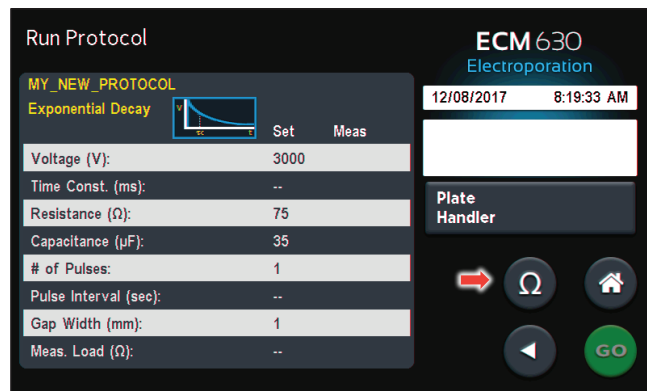 Run Protocol
MY_NEW_PROTOCOL
Exponential Decay
V
τc t
Set Meas
Voltage (V): 3000
Time Const. (ms): --
Resistance (Ω): 75
Capacitance (µF): 35
# of Pulses: 1
Pulse Interval (sec): --
Gap Width (mm): 1
Meas. Load (Ω): --
ECM 630
Electroporation
12/08/2017 8:19:33 AM
Plate
Handler
Ω
GO